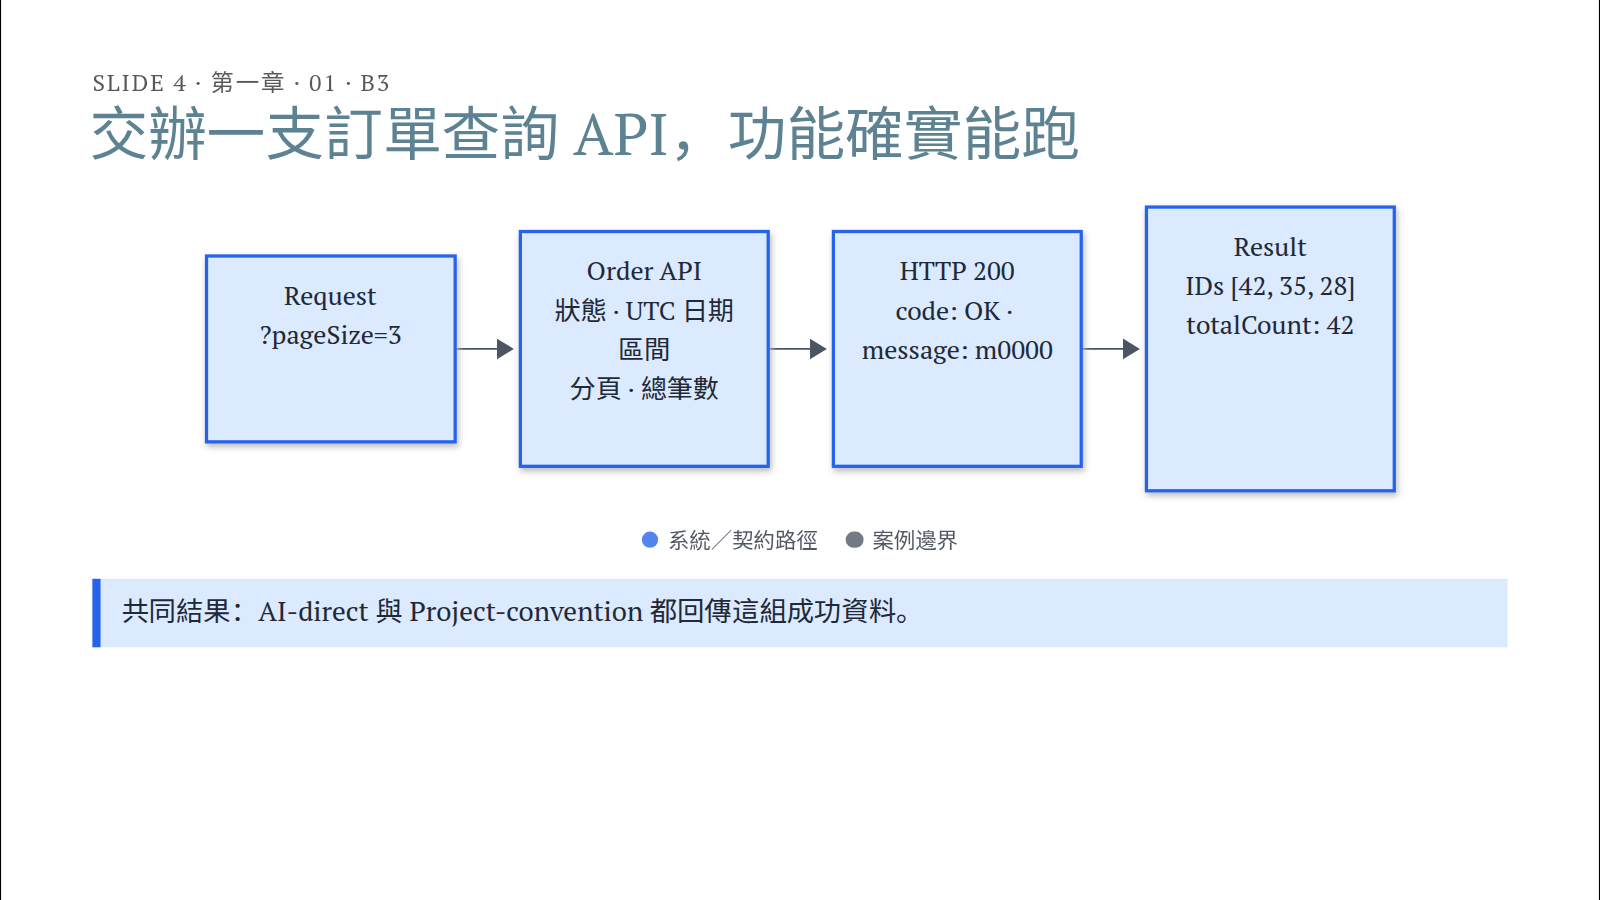 SLIDE 4 · 第一章 · 01 · B3
交辦一支訂單查詢 API，功能確實能跑
Request
?pageSize=3
Order API
狀態 · UTC 日期
區間
分頁 · 總筆數
HTTP 200
code: OK ·
message: m0000
Result
IDs [42, 35, 28]
totalCount: 42
系統／契約路徑
案例邊界
共同結果：AI-direct 與 Project-convention 都回傳這組成功資料。